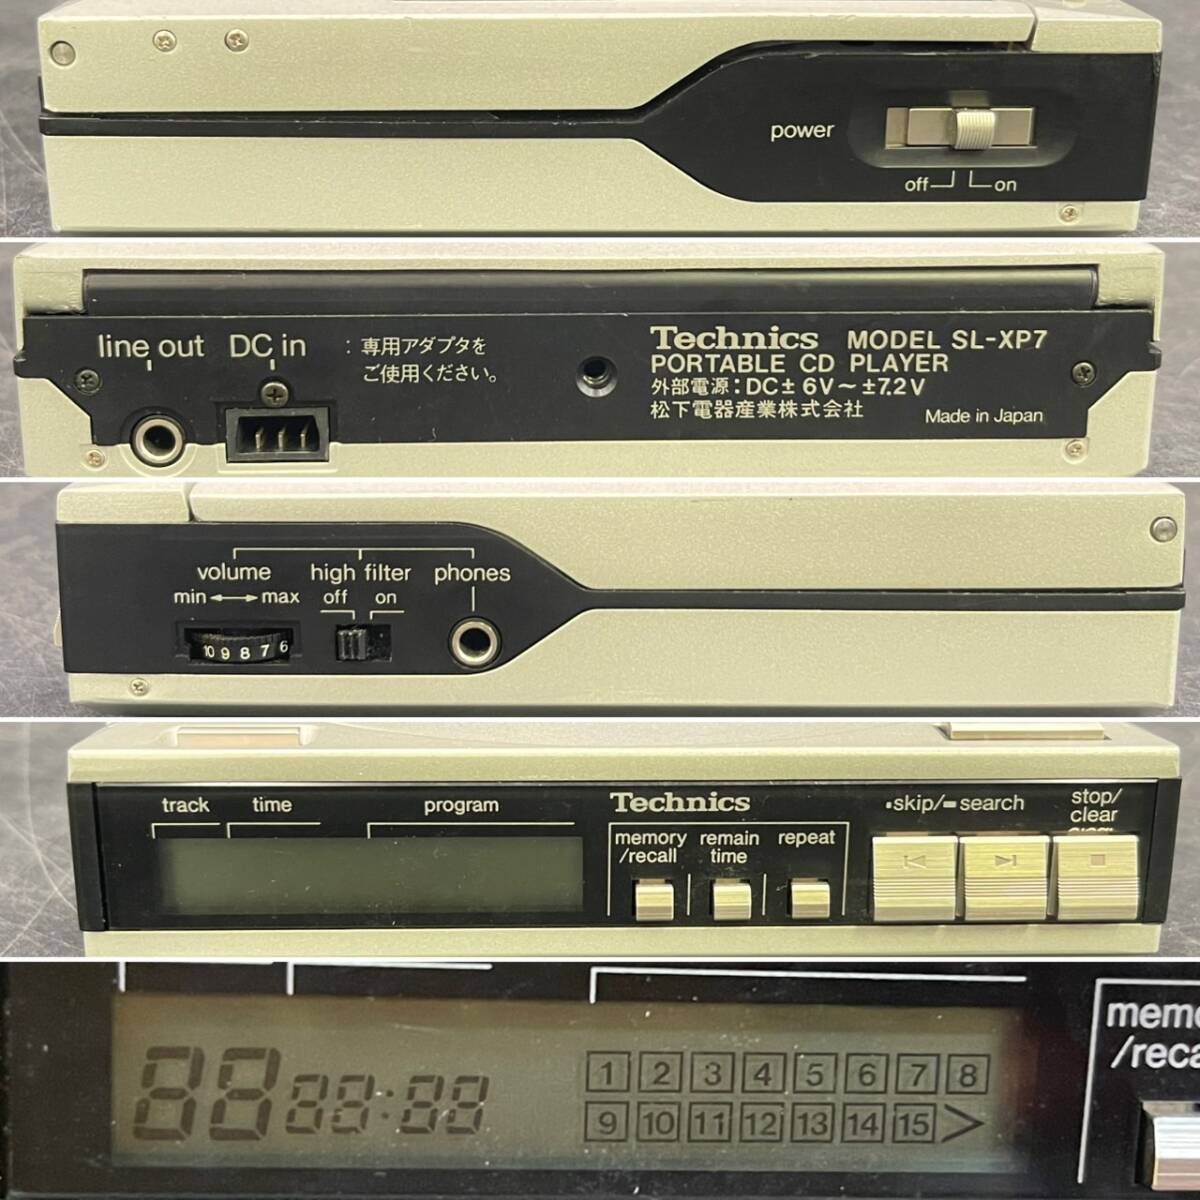 power
off on
line out DC in : 専用アダプタを
ご使用ください。
Technics MODEL SL-XP7
PORTABLE CD PLAYER
外部電源:DC± 6V～±7.2V
松下電器産業株式会社
Made in Japan
volume high filter phones
min max off on
10 9 8 7 6
track time program
Technics
memory
/recall
remain
time
repeat
skip/ search
stop/
clear
88 88:88
1 2 3 4 5 6 7 8
9 10 11 12 13 14 15 >